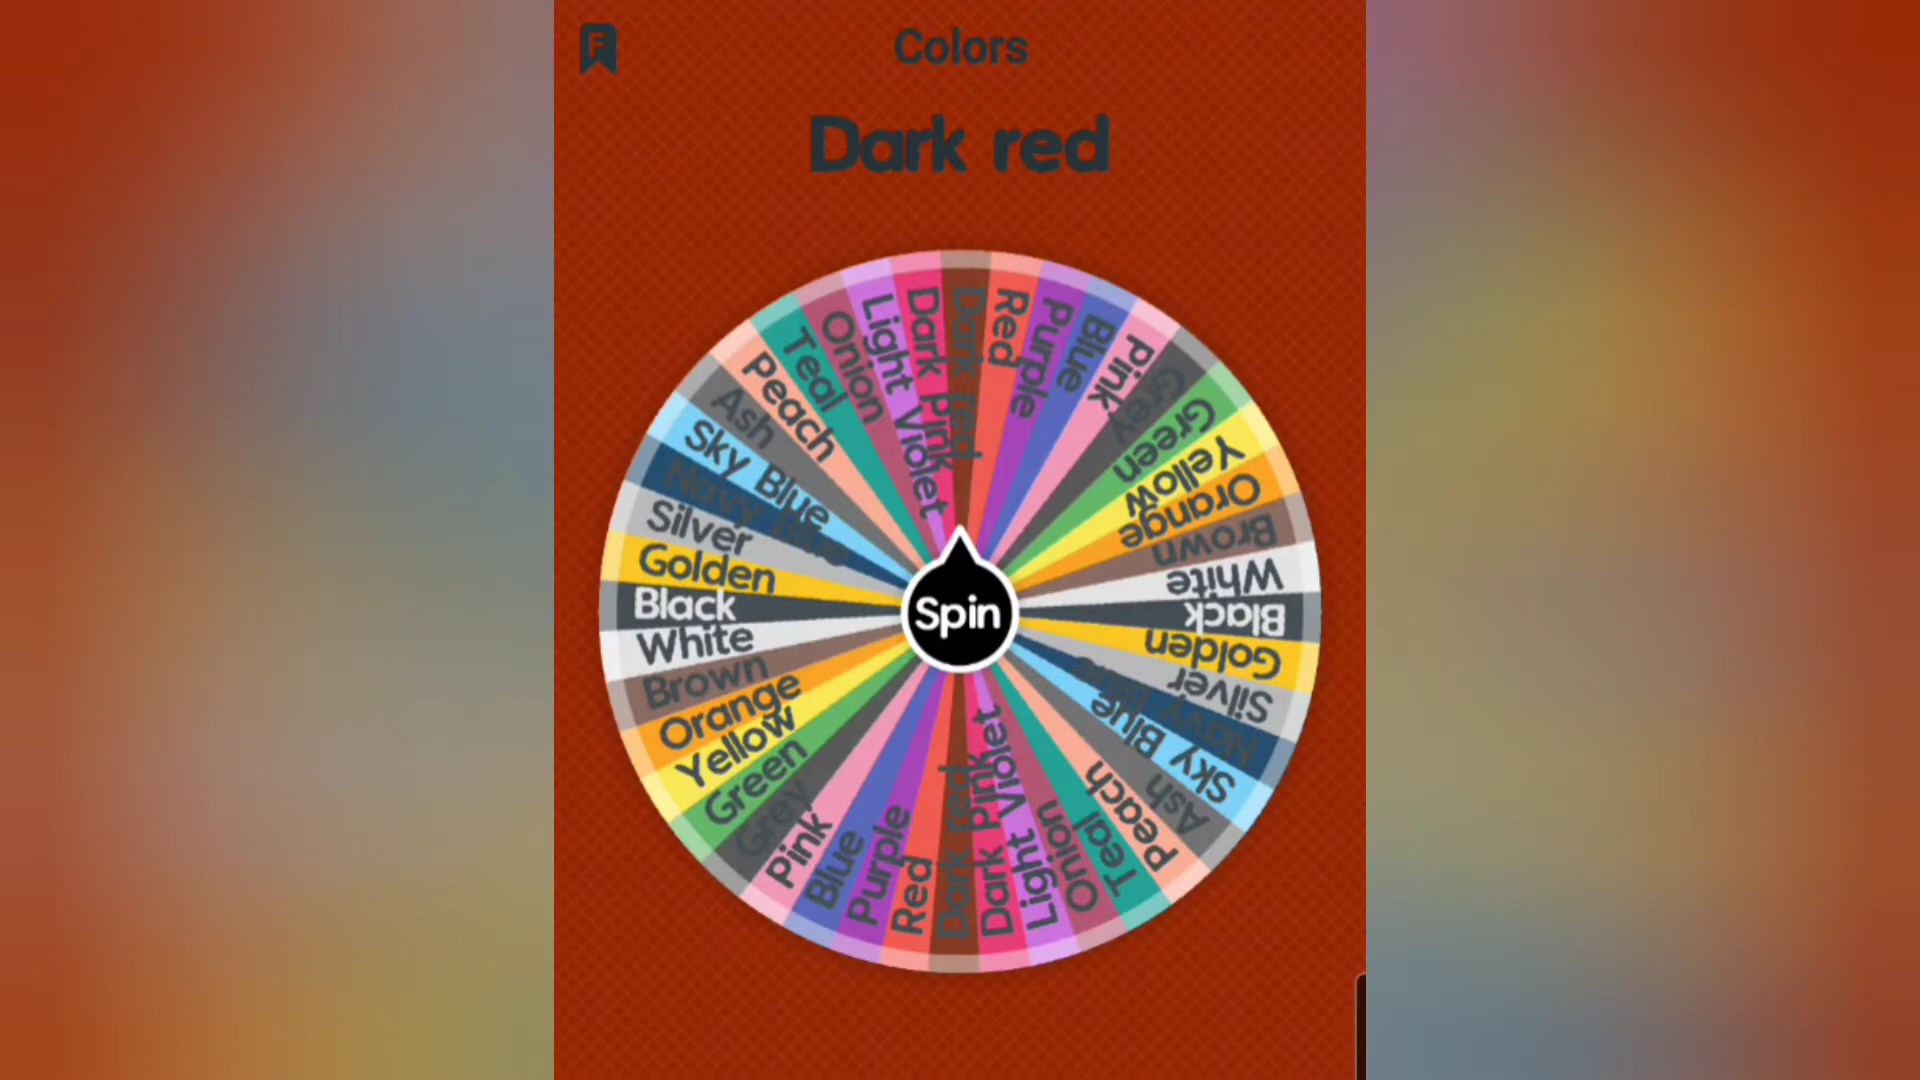 F
Colors
Dark red
Dark red
Red
Purple
Blue
Pink
Grey
Green
Yellow
Orange
Brown
White
Black
Golden
Silver
Navy Blue
Sky Blue
Ash
Peach
Teal
Onion
Light Violet
Dark Pink
Dark red
Red
Purple
Blue
Pink
Grey
Green
Yellow
Orange
Brown
White
Black
Golden
Silver
Navy Blue
Sky Blue
Ash
Peach
Teal
Onion
Light Violet
Dark Pink
Spin